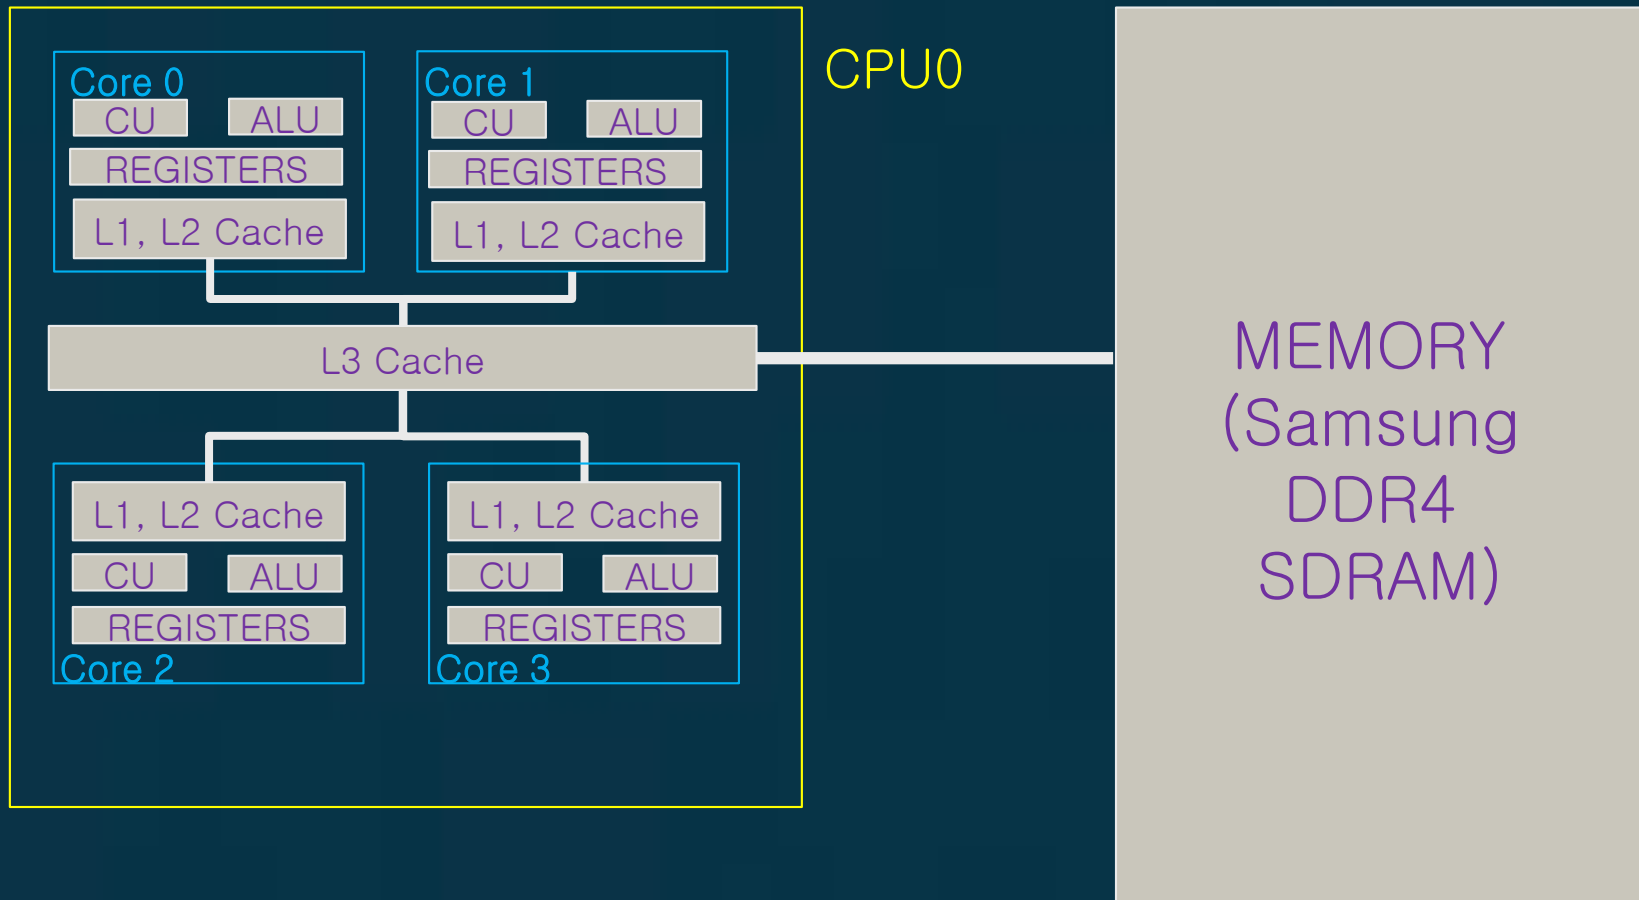 CPU0
Core 0
CU ALU
REGISTERS
L1, L2 Cache
Core 1
CU ALU
REGISTERS
L1, L2 Cache
L3 Cache
L1, L2 Cache
CU ALU
REGISTERS
Core 2
L1, L2 Cache
CU ALU
REGISTERS
Core 3
MEMORY
(Samsung
DDR4
SDRAM)